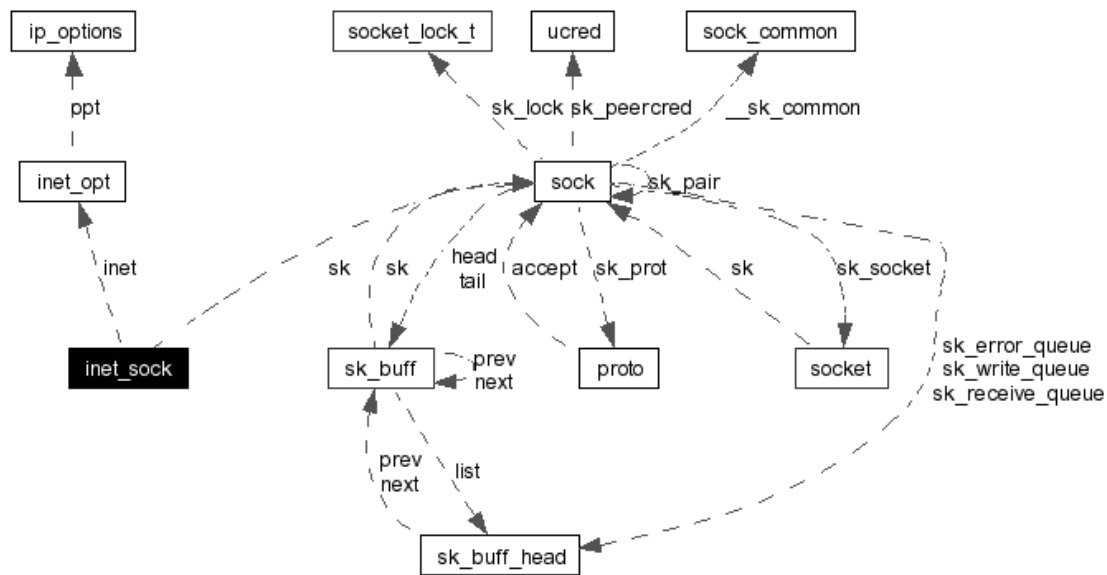 ip_options
socket_lock_t
ucred
sock_common
ppt
sk_lock
sk_peercred
__sk_common
inet_opt
sock
sk_pair
inet
sk
sk
head
tail
accept
sk_prot
sk
sk_socket
inet_sock
sk_buff
prev
next
proto
socket
sk_error_queue
sk_write_queue
sk_receive_queue
prev
next
list
sk_buff_head